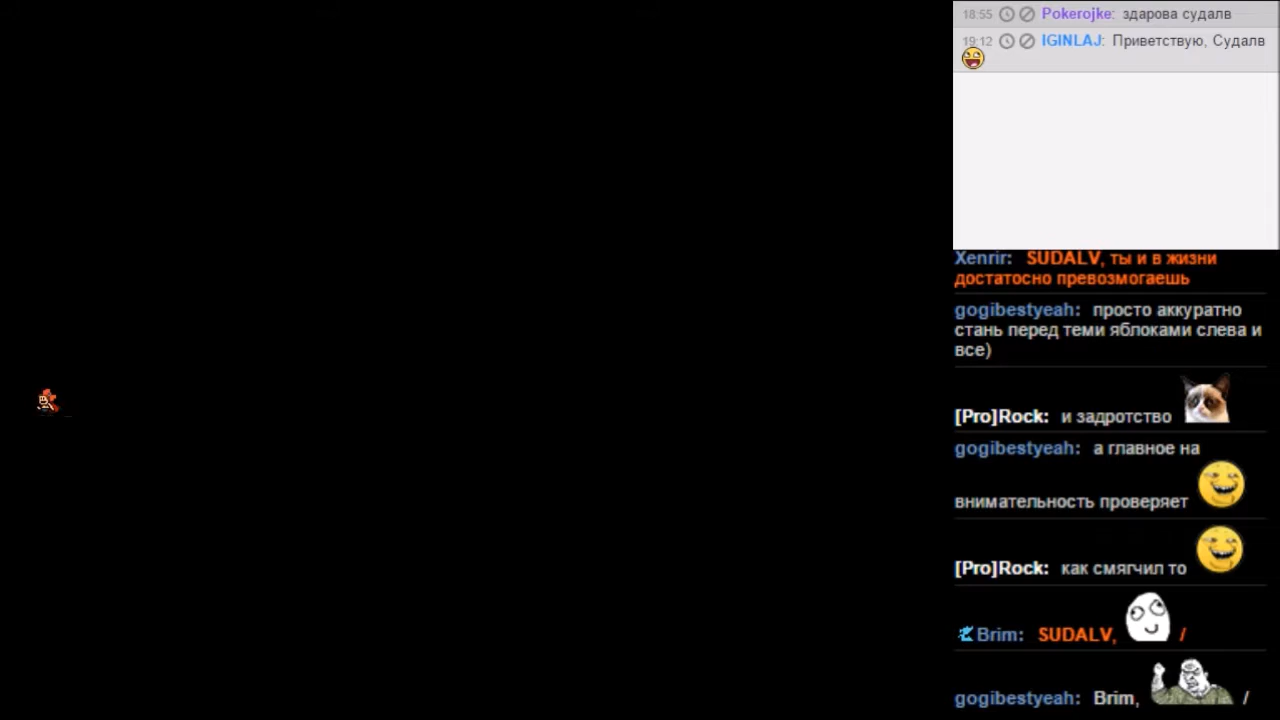 18:55 Pokerojke: здарова судалв
19:12 IGINLAJ: Приветствую, Судалв
Xenrir: SUDALV, ты и в жизни
достатосно превозмогаешь
gogibestyeah: просто аккуратно
стань перед теми яблоками слева и
все)
[Pro]Rock: и задротство
gogibestyeah: а главное на
внимательность проверяет
[Pro]Rock: как смягчил то
Brim: SUDALV, /
gogibestyeah: Brim, /